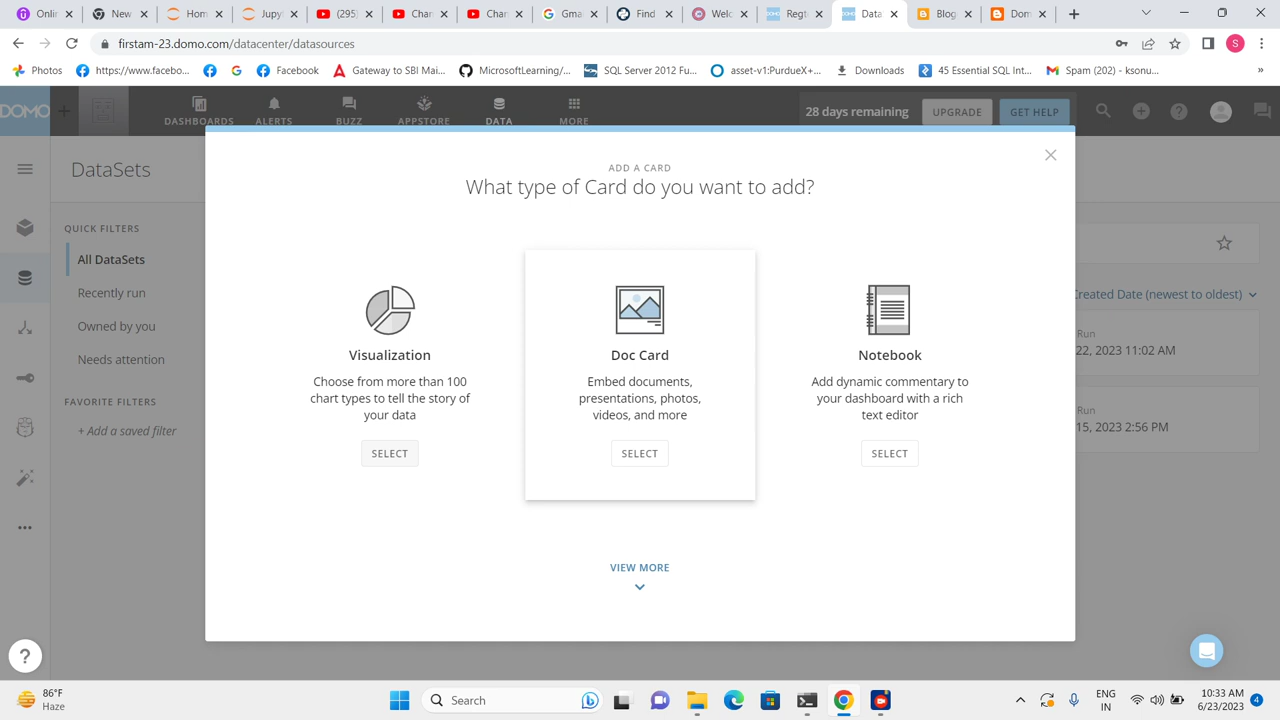 Onlin
New
Hom
Jupy
(295)
Char
Char
Gmai
Find
Welc
DOMO
Regt
DOMO
Data
Blog
Dom
firstam-23.domo.com/datacenter/datasources
S
Photos
https://www.facebo...
Facebook
Gateway to SBI Mai...
MicrosoftLearning/...
SQL Server 2012 Fu...
asset-v1:PurdueX+...
Downloads
45 Essential SQL Int...
Spam (202) - ksonu...
»
DOMO
DASHBOARDS
ALERTS
BUZZ
APPSTORE
DATA
MORE
28 days remaining
UPGRADE
GET HELP
DataSets
QUICK FILTERS
All DataSets
Recently run
Owned by you
Needs attention
FAVORITE FILTERS
+ Add a saved filter
ADD A CARD
What type of Card do you want to add?
Visualization
Choose from more than 100
chart types to tell the story of
your data
SELECT
Doc Card
Embed documents,
presentations, photos,
videos, and more
SELECT
Notebook
Add dynamic commentary to
your dashboard with a rich
text editor
SELECT
VIEW MORE
Created Date (newest to oldest)
Run
22, 2023 11:02 AM
Run
15, 2023 2:56 PM
?
86°F
Haze
Search
ENG
IN
10:33 AM
6/23/2023
4